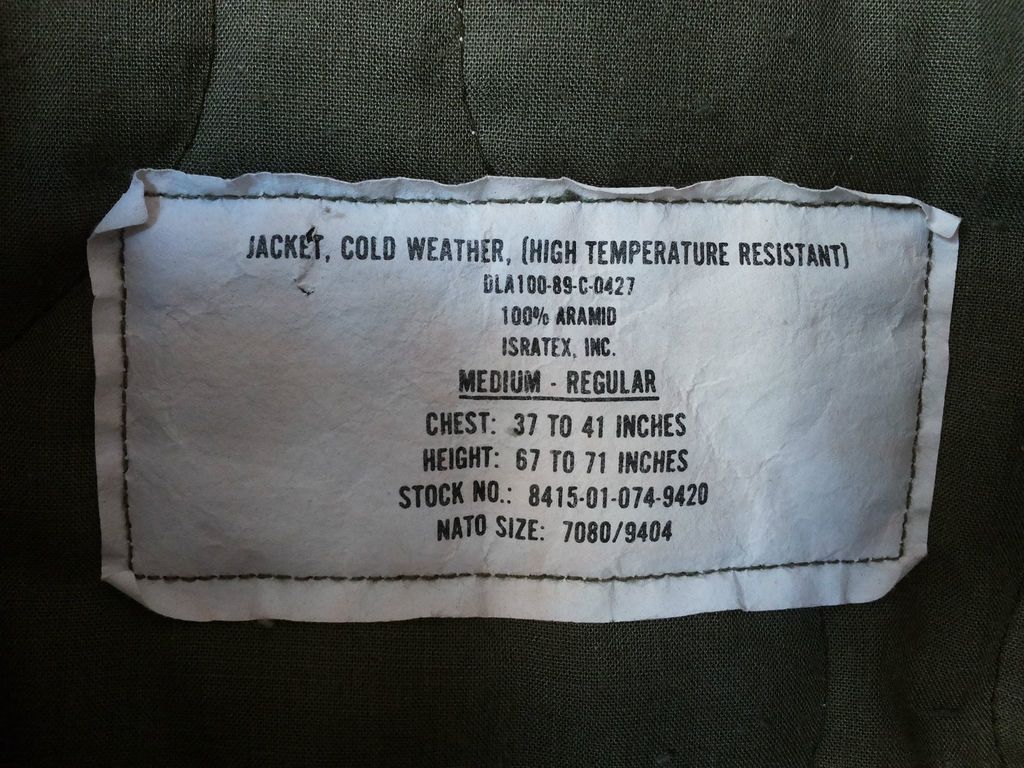 JACKET, COLD WEATHER, (HIGH TEMPERATURE RESISTANT)
DLA100-89-C-0427
100% ARAMID
ISRATEX, INC.
MEDIUM - REGULAR
CHEST: 37 TO 41 INCHES
HEIGHT: 67 TO 71 INCHES
STOCK NO.: 8415-01-074-9420
NATO SIZE: 7080/9404